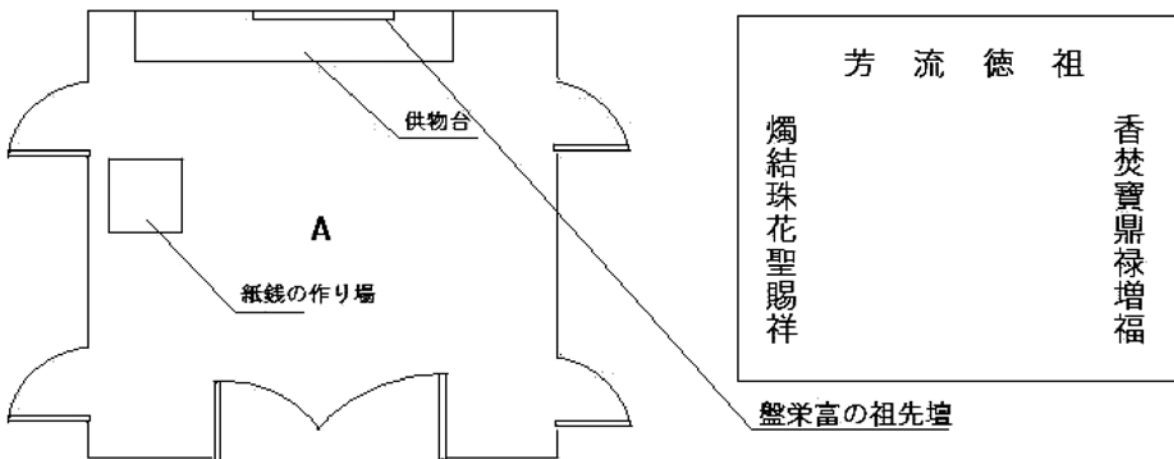 供物台
A
紙銭の作り場
芳流徳祖
香焚寶鼎禄増福
燭結珠花聖賜祥
盤栄富の祖先壇